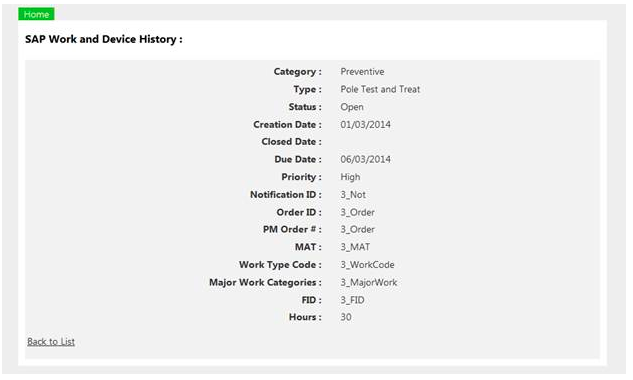 Home
SAP Work and Device History :
Category : Preventive
Type : Pole Test and Treat
Status : Open
Creation Date : 01/03/2014
Closed Date :
Due Date : 06/03/2014
Priority : High
Notification ID : 3_Not
Order ID : 3_Order
PM Order # : 3_Order
MAT : 3_MAT
Work Type Code : 3_WorkCode
Major Work Categories : 3_MajorWork
FID : 3_FID
Hours : 30
Back to List